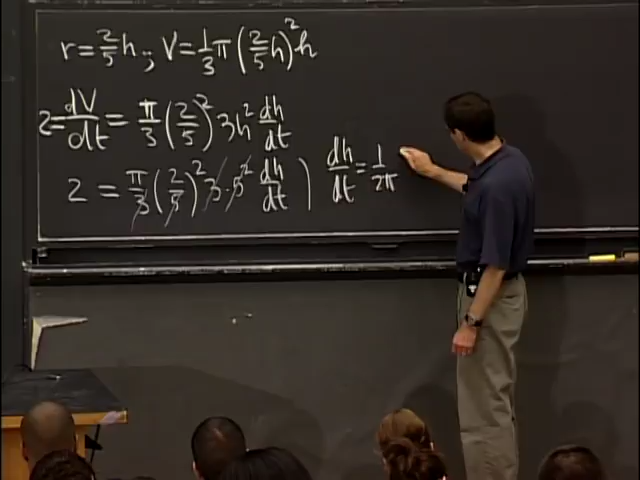 r = 2/5 h ; V = 1/3 π (2/5 h)² h
2 = dV/dt = π/3 (2/5)² 3h² dh/dt
2 = π/3 (2/5)² 3 · 5² dh/dt ) dh/dt = 1/2π